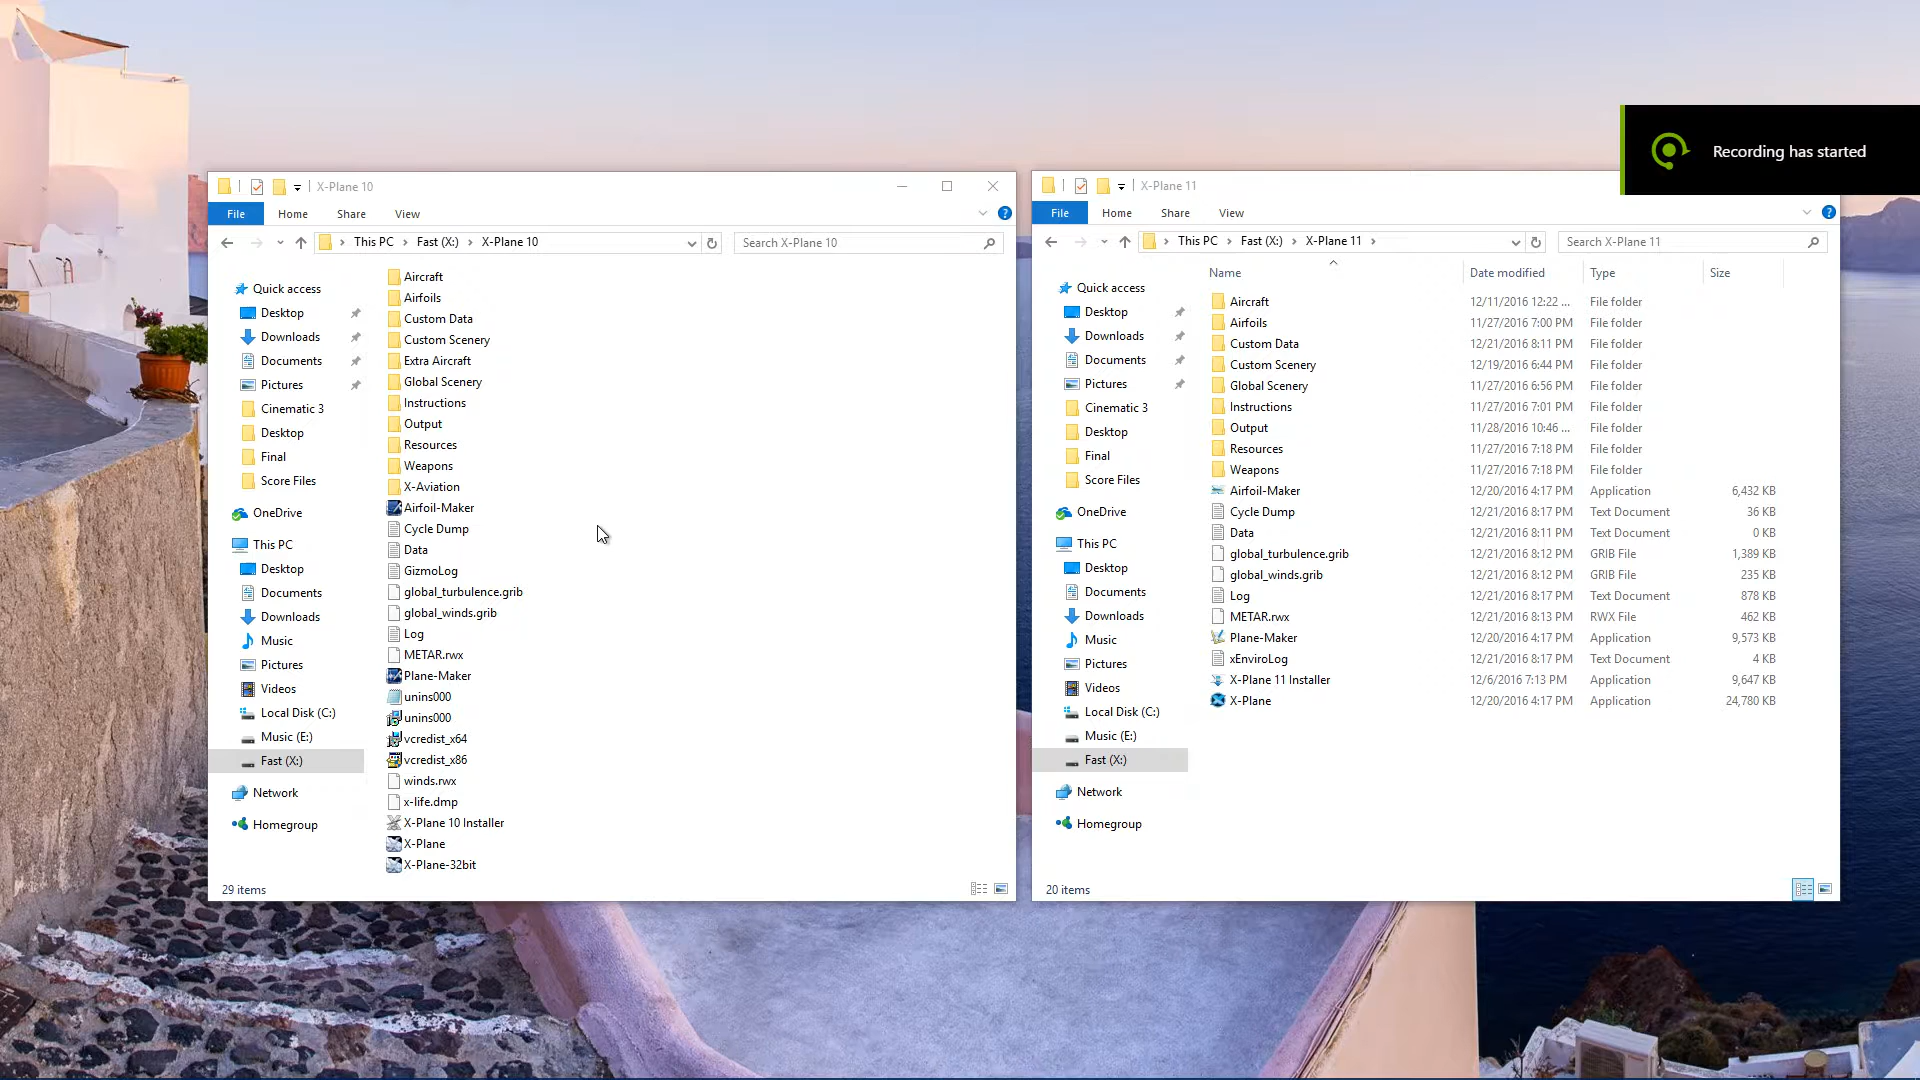 Recording has started
X-Plane 10
File
Home
Share
View
This PC
Fast (X:)
X-Plane 10
Search X-Plane 10
Quick access
Desktop
Downloads
Documents
Pictures
Cinematic 3
Desktop
Final
Score Files
OneDrive
This PC
Desktop
Documents
Downloads
Music
Pictures
Videos
Local Disk (C:)
Music (E:)
Fast (X:)
Network
Homegroup
Aircraft
Airfoils
Custom Data
Custom Scenery
Extra Aircraft
Global Scenery
Instructions
Output
Resources
Weapons
X-Aviation
Airfoil-Maker
Cycle Dump
Data
GizmoLog
global_turbulence.grib
global_winds.grib
Log
METAR.rwx
Plane-Maker
unins000
unins000
vcredist_x64
vcredist_x86
winds.rwx
x-life.dmp
X-Plane 10 Installer
X-Plane
X-Plane-32bit
29 items
X-Plane 11
File
Home
Share
View
This PC
Fast (X:)
X-Plane 11
Search X-Plane 11
Quick access
Desktop
Downloads
Documents
Pictures
Cinematic 3
Desktop
Final
Score Files
OneDrive
This PC
Desktop
Documents
Downloads
Music
Pictures
Videos
Local Disk (C:)
Music (E:)
Fast (X:)
Network
Homegroup
Name Date modified Type Size
Aircraft 12/11/2016 12:22 ... File folder
Airfoils 11/27/2016 7:00 PM File folder
Custom Data 12/21/2016 8:11 PM File folder
Custom Scenery 12/19/2016 6:44 PM File folder
Global Scenery 11/27/2016 6:56 PM File folder
Instructions 11/27/2016 7:01 PM File folder
Output 11/28/2016 10:46 ... File folder
Resources 11/27/2016 7:18 PM File folder
Weapons 11/27/2016 7:18 PM File folder
Airfoil-Maker 12/20/2016 4:17 PM Application 6,432 KB
Cycle Dump 12/21/2016 8:17 PM Text Document 36 KB
Data 12/21/2016 8:11 PM Text Document 0 KB
global_turbulence.grib 12/21/2016 8:12 PM GRIB File 1,389 KB
global_winds.grib 12/21/2016 8:12 PM GRIB File 235 KB
Log 12/21/2016 8:17 PM Text Document 878 KB
METAR.rwx 12/21/2016 8:13 PM RWX File 462 KB
Plane-Maker 12/20/2016 4:17 PM Application 9,573 KB
xEnviroLog 12/21/2016 8:17 PM Text Document 4 KB
X-Plane 11 Installer 12/6/2016 7:13 PM Application 9,647 KB
X-Plane 12/20/2016 4:17 PM Application 24,780 KB
20 items